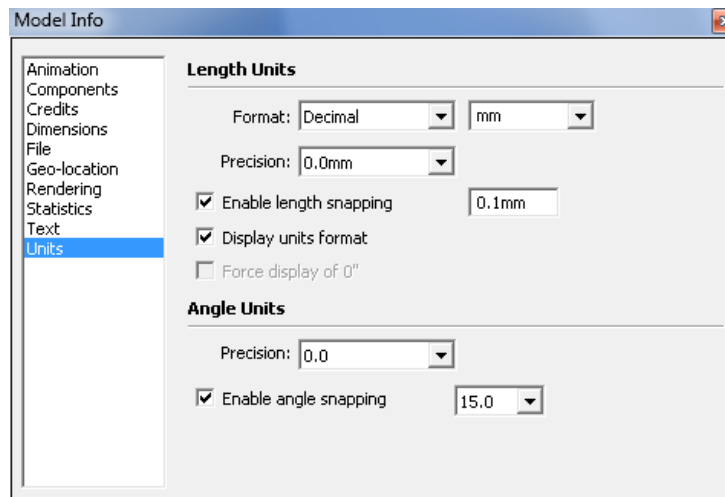 Model Info
Animation
Components
Credits
Dimensions
File
Geo-location
Rendering
Statistics
Text
Units
Length Units
Format: Decimal mm
Precision: 0.0mm
Enable length snapping 0.1mm
Display units format
Force display of 0"
Angle Units
Precision: 0.0
Enable angle snapping 15.0